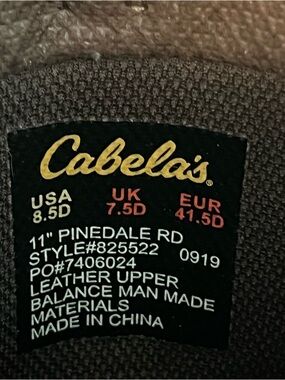 Cabela's.
USA UK EUR
8.5D 7.5D 41.5D
11" PINEDALE RD
STYLE#825522 0919
PO#7406024
LEATHER UPPER
BALANCE MAN MADE
MATERIALS
MADE IN CHINA